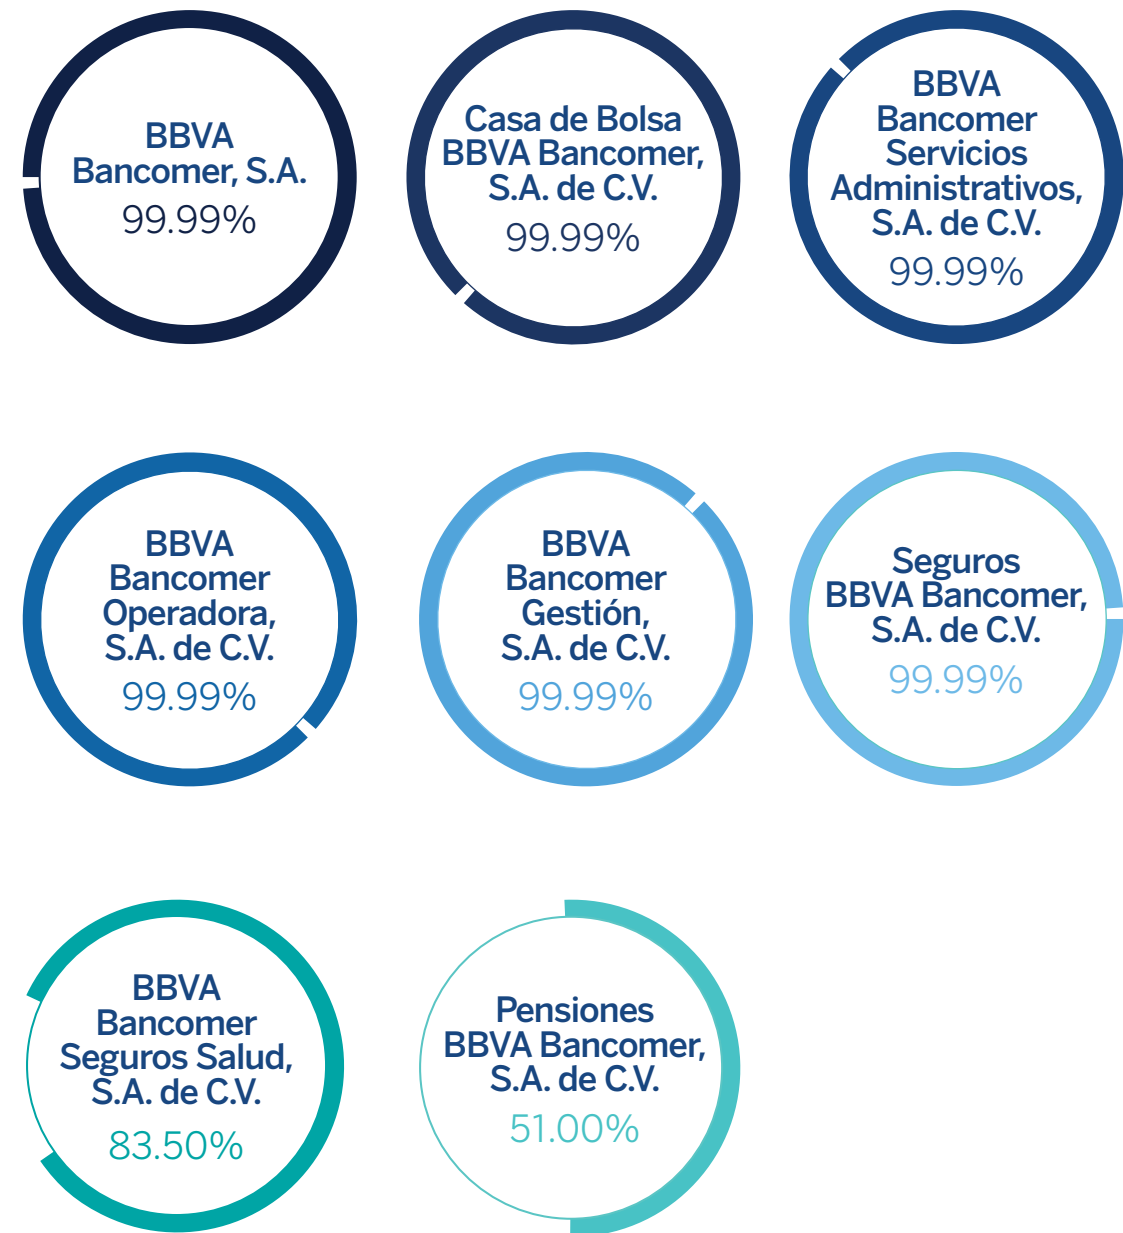 BBVA
Bancomer, S.A.
99.99%
Casa de Bolsa
BBVA Bancomer,
S.A. de C.V.
99.99%
BBVA
Bancomer
Servicios
Administrativos,
S.A. de C.V.
99.99%
BBVA
Bancomer
Operadora,
S.A. de C.V.
99.99%
BBVA
Bancomer
Gestión,
S.A. de C.V.
99.99%
Seguros
BBVA Bancomer,
S.A. de C.V.
99.99%
BBVA
Bancomer
Seguros Salud,
S.A. de C.V.
83.50%
Pensiones
BBVA Bancomer,
S.A. de C.V.
51.00%